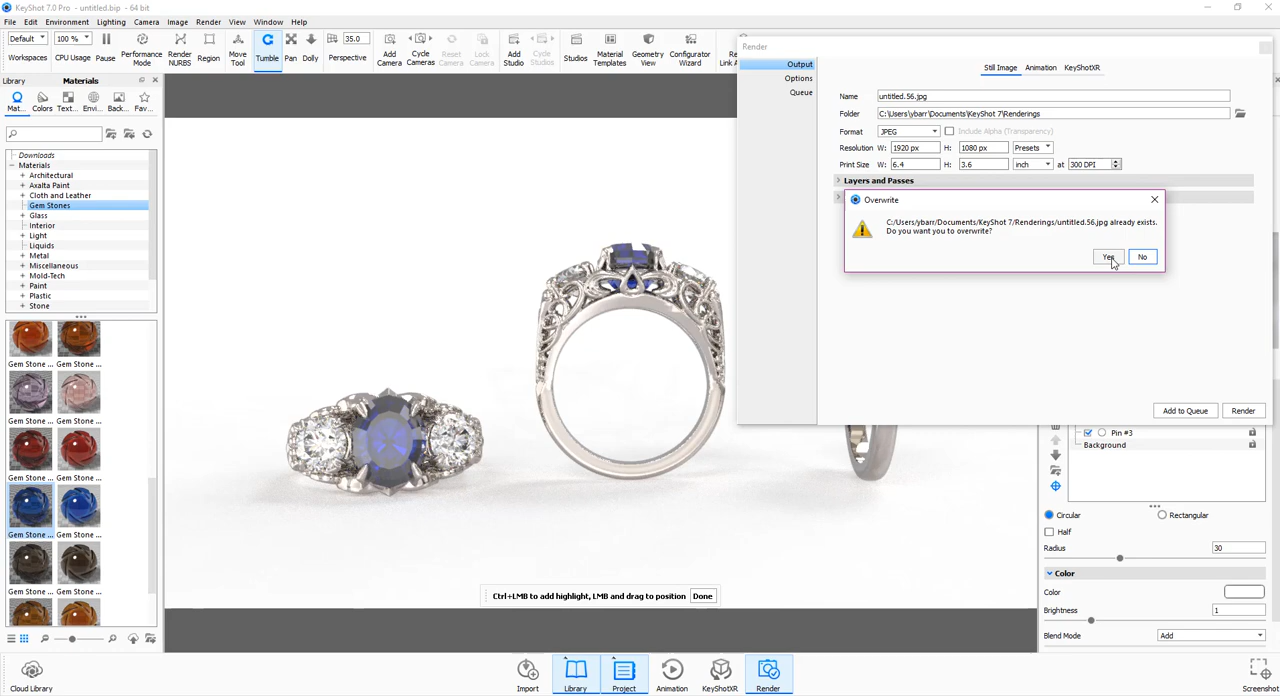 KeyShot 7.0 Pro - untitled.bip - 64 bit
File Edit Environment Lighting Camera Image Render View Window Help
Default 100 % 35.0
Workspaces CPU Usage Pause Performance Mode Render NURBS Region Move Tool Tumble Pan Dolly Perspective Add Camera Cycle Cameras Reset Camera Lock Camera Add Studio Cycle Studios Studios Material Templates Geometry View Configurator Wizard
Library Materials
Mat... Colors Text... Envi... Back... Fav...
Downloads
Materials
Architectural
Axalta Paint
Cloth and Leather
Gem Stones
Glass
Interior
Light
Liquids
Metal
Miscellaneous
Mold-Tech
Paint
Plastic
Stone
Gem Stone ... Gem Stone ...
Gem Stone ... Gem Stone ...
Gem Stone ... Gem Stone ...
Gem Stone ... Gem Stone ...
Gem Stone ... Gem Stone ...
Render
Output
Options
Queue
Still Image Animation KeyShotXR
Name untitled.56.jpg
Folder C:\Users\ybarr\Documents\KeyShot 7\Renderings
Format JPEG Include Alpha (Transparency)
Resolution W: 1920 px H: 1080 px Presets
Print Size W: 6.4 H: 3.6 inch at 300 DPI
Layers and Passes
Overwrite
C:/Users/ybarr/Documents/KeyShot 7/Renderings/untitled.56.jpg already exists.
Do you want you to overwrite?
Yes No
Add to Queue Render
Pin #3
Background
Circular Rectangular
Half
Radius 30
Color
Color
Brightness 1
Blend Mode Add
Ctrl+LMB to add highlight, LMB and drag to position Done
Cloud Library Import Library Project Animation KeyShotXR Render Screenshot